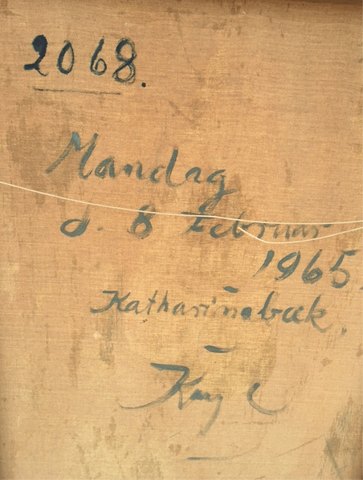 2068.
Mandag
d. 8 Februar
1965.
Katharinabæk.